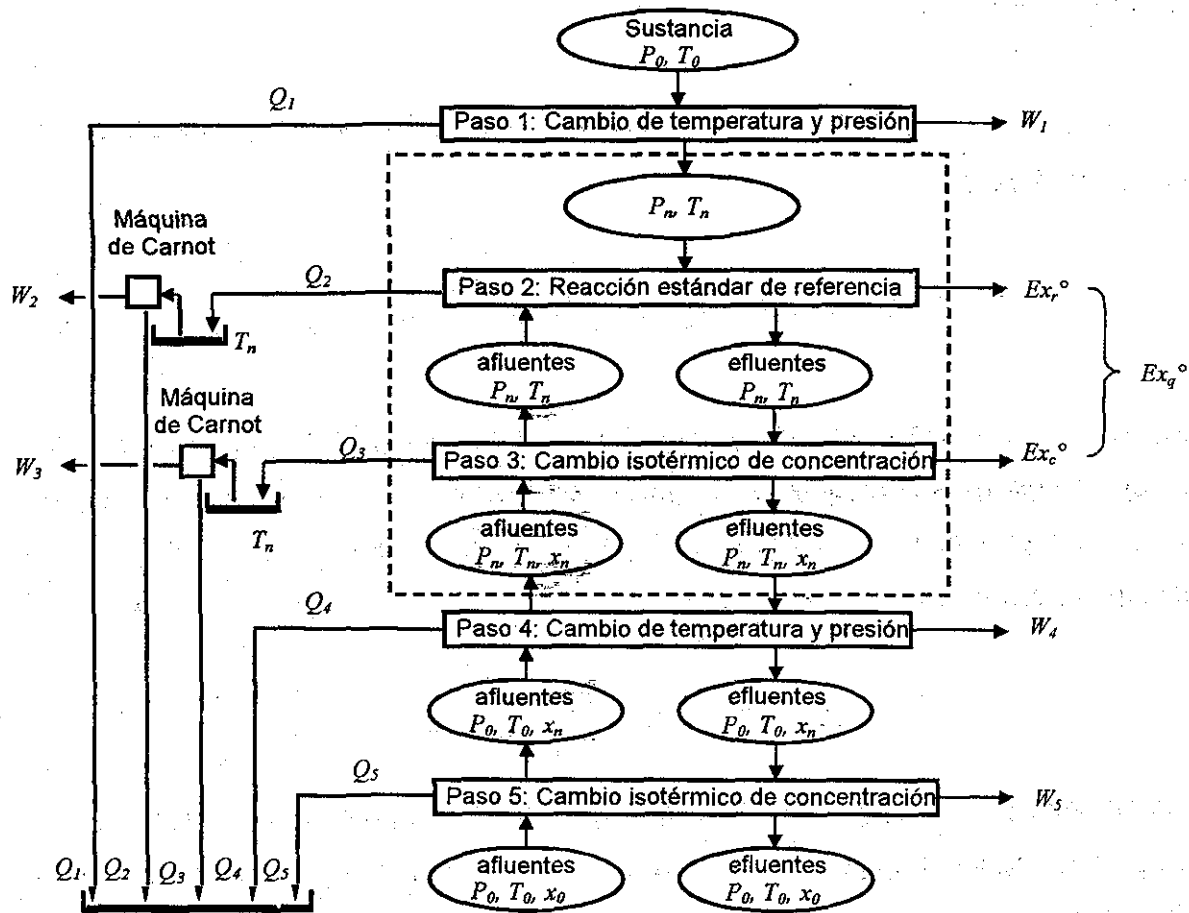 Sustancia
P0, T0
Q1
Paso 1: Cambio de temperatura y presión
W1
Pn, Tn
Máquina
de Carnot
Q2
W2
Paso 2: Reacción estándar de referencia
Exr°
Tn
afluentes
Pn, Tn
efluentes
Pn, Tn
Exq°
Máquina
de Carnot
Q3
W3
Paso 3: Cambio isotérmico de concentración
Exc°
Tn
afluentes
Pn, Tn, xn
efluentes
Pn, Tn, xn
Q4
Paso 4: Cambio de temperatura y presión
W4
afluentes
P0, T0, xn
efluentes
P0, T0, xn
Q5
Paso 5: Cambio isotérmico de concentración
W5
Q1 Q2 Q3 Q4 Q5
afluentes
P0, T0, x0
efluentes
P0, T0, x0